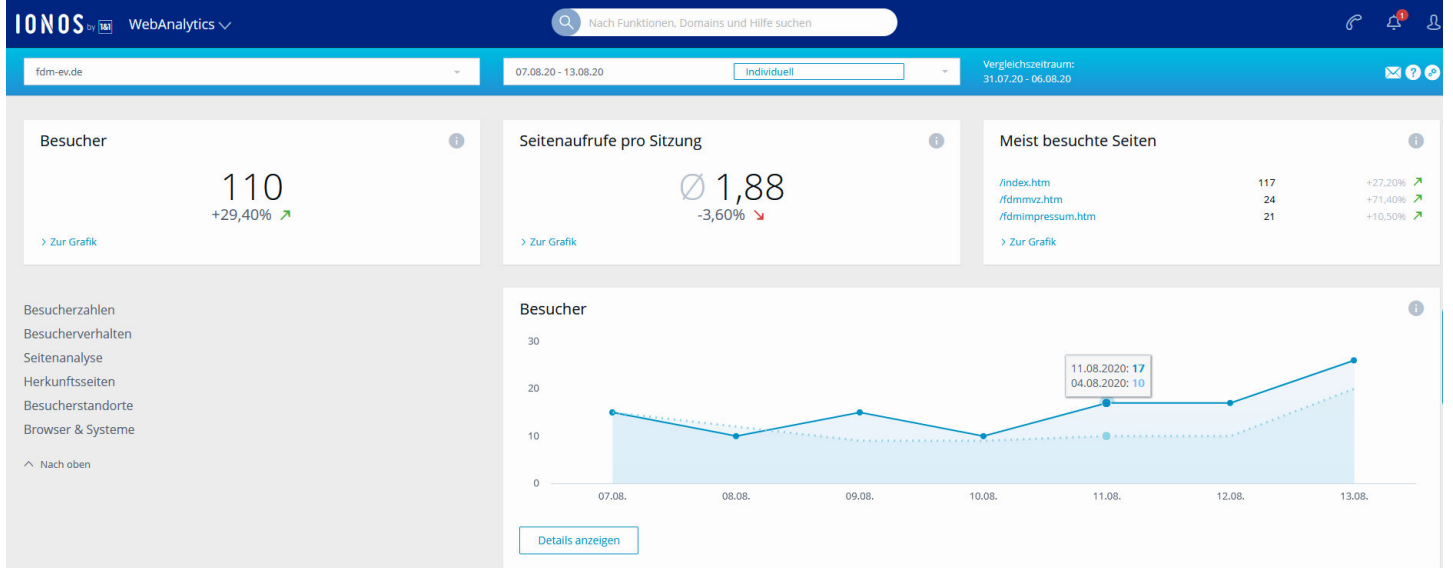 IONOS by 1&1 WebAnalytics Nach Funktionen, Domains und Hilfe suchen 1
fdm-ev.de 07.08.20 - 13.08.20 Individuell Vergleichszeitraum:
31.07.20 - 06.08.20
Besucher
110
+29,40%
> Zur Grafik
Seitenaufrufe pro Sitzung
Ø 1,88
-3,60%
> Zur Grafik
Meist besuchte Seiten
/index.htm 117 +27,20%
/fdmmvz.htm 24 +71,40%
/fdmimpressum.htm 21 +10,50%
> Zur Grafik
Besucherzahlen
Besucherverhalten
Seitenanalyse
Herkunftsseiten
Besucherstandorte
Browser & Systeme
Nach oben
Besucher
30
20
10
0
11.08.2020: 17
04.08.2020: 10
07.08. 08.08. 09.08. 10.08. 11.08. 12.08. 13.08.
Details anzeigen